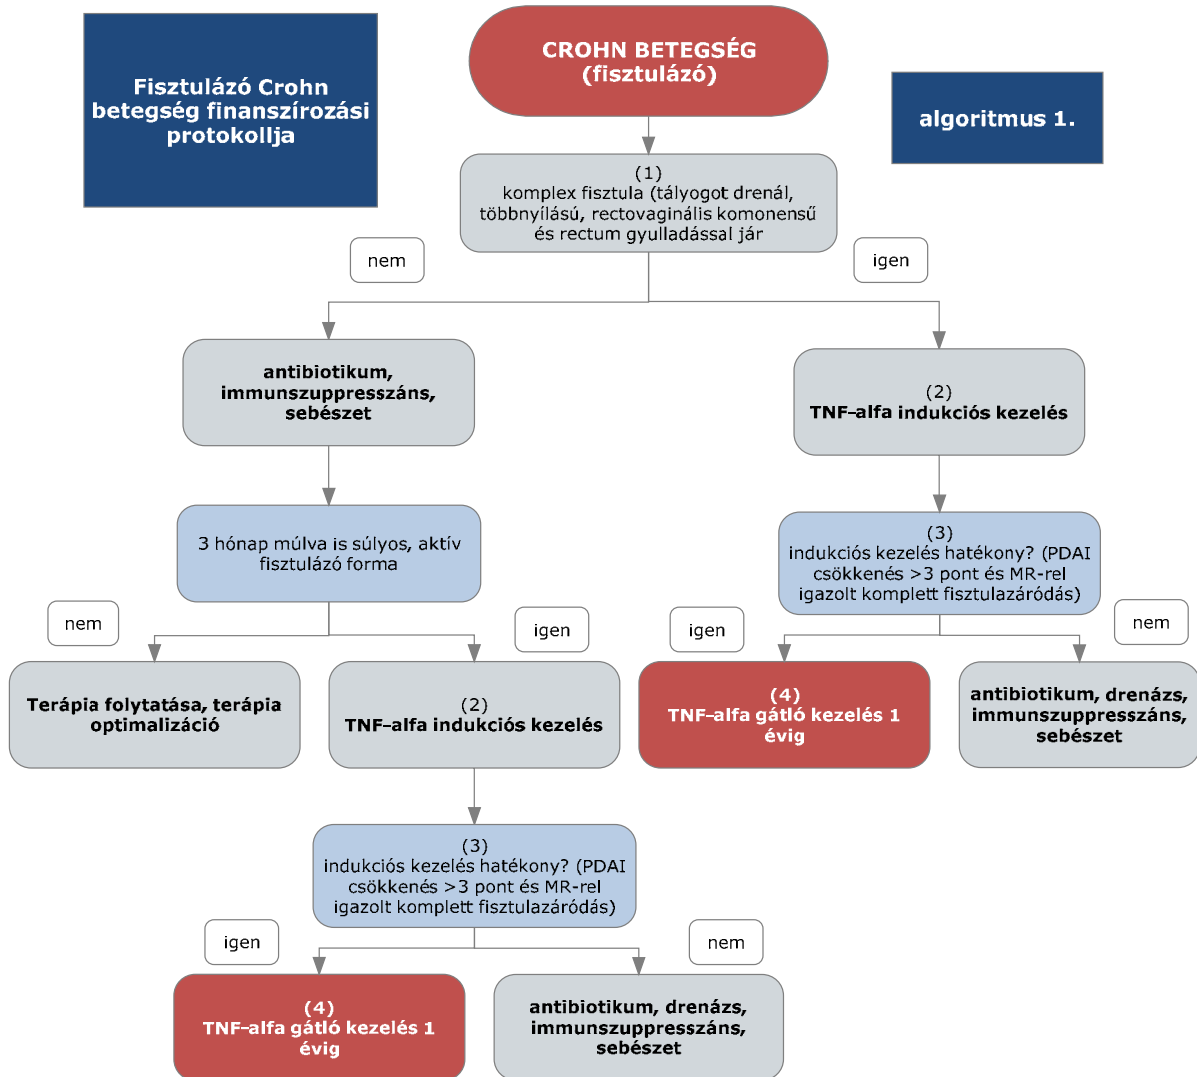 Fisztulázó Crohn
betegség finanszírozási
protokollja
CROHN BETEGSÉG
(fisztulázó)
algoritmus 1.
(1)
komplex fisztula (tályogot drenál,
többnyílású, rectovaginális komonensű
és rectum gyulladással jár
nem
igen
antibiotikum,
immunszuppresszáns,
sebészet
(2)
TNF–alfa indukciós kezelés
3 hónap múlva is súlyos, aktív
fisztulázó forma
(3)
indukciós kezelés hatékony? (PDAI
csökkenés >3 pont és MR-rel
igazolt komplett fisztulazáródás)
nem
igen
igen
nem
Terápia folytatása, terápia
optimalizáció
(2)
TNF–alfa indukciós kezelés
(4)
TNF–alfa gátló kezelés 1
évig
antibiotikum, drenázs,
immunszuppresszáns,
sebészet
(3)
indukciós kezelés hatékony? (PDAI
csökkenés >3 pont és MR-rel
igazolt komplett fisztulazáródás)
igen
nem
(4)
TNF–alfa gátló kezelés 1
évig
antibiotikum, drenázs,
immunszuppresszáns,
sebészet